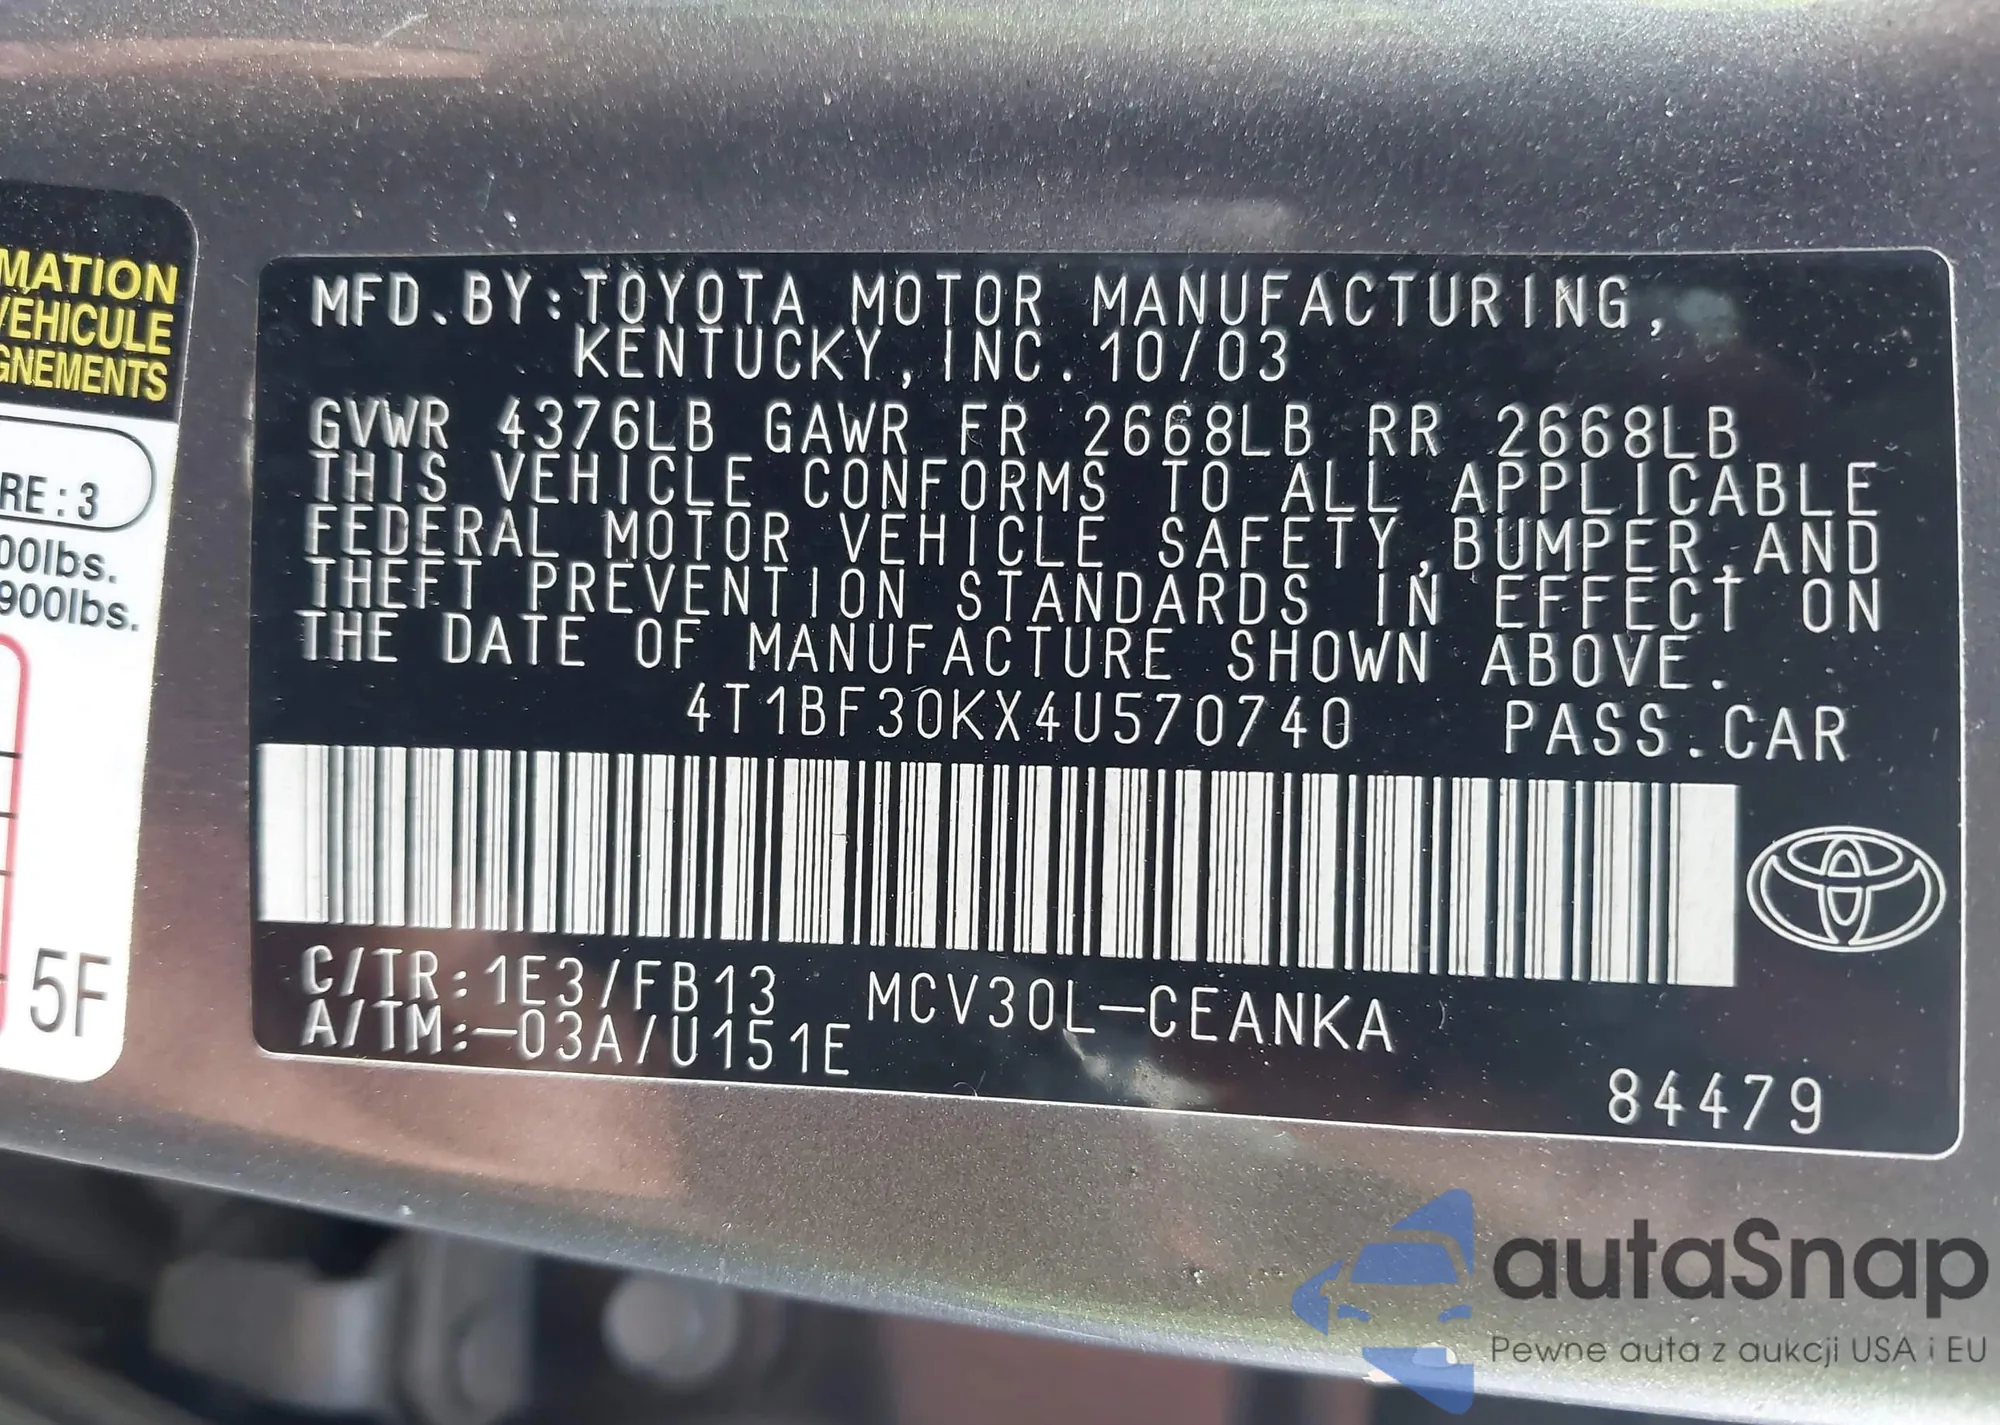 MATION
VEHICULE
GNEMENTS
RE : 3
00lbs.
900lbs.
5F
MFD. BY: TOYOTA MOTOR MANUFACTURING,
KENTUCKY, INC. 10/03
GVWR 4376LB GAWR FR 2668LB RR 2668LB
THIS VEHICLE CONFORMS TO ALL APPLICABLE
FEDERAL MOTOR VEHICLE SAFETY, BUMPER, AND
THEFT PREVENTION STANDARDS IN EFFECT ON
THE DATE OF MANUFACTURE SHOWN ABOVE.
4T1BF30KX4U570740 PASS. CAR
C/TR: 1E3/FB13 MCV30L-CEANKA
A/TM: -03A/U151E
84479
autaSnap
Pewne auta z aukcji USA i EU